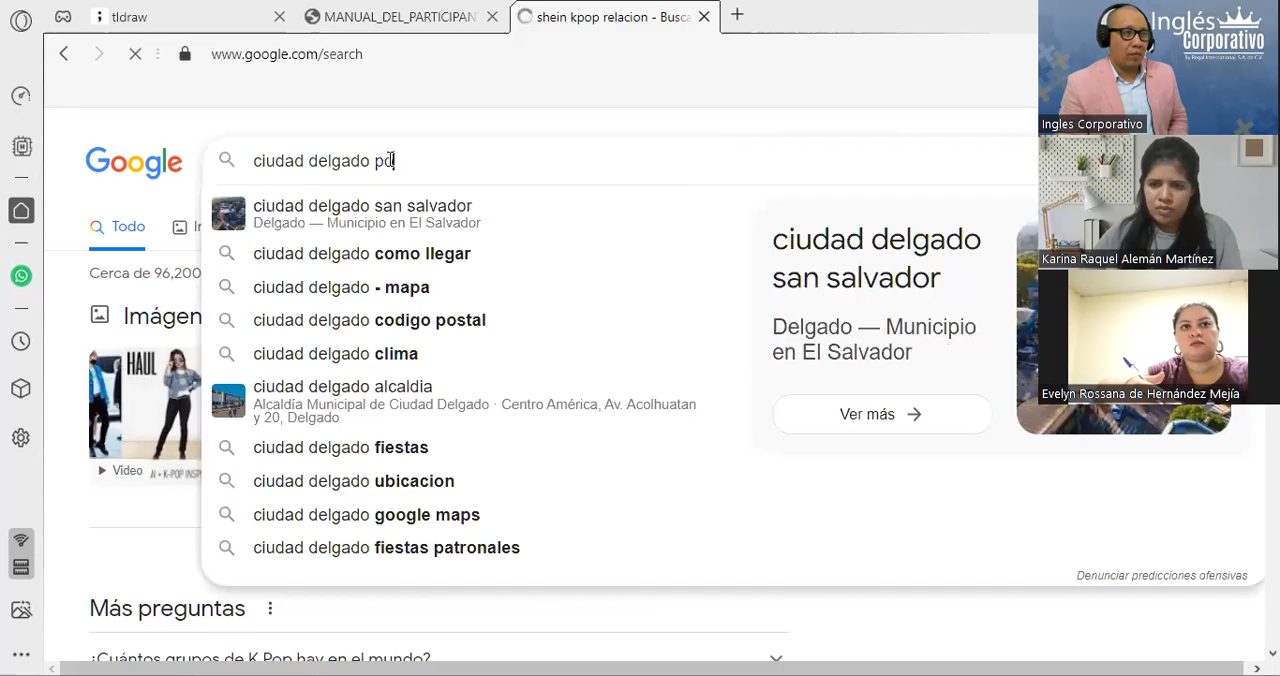 tldraw
MANUAL_DEL_PARTICIPAN
shein kpop relacion - Busca
www.google.com/search
Google
ciudad delgado po
ciudad delgado san salvador
Delgado — Municipio en El Salvador
ciudad delgado como llegar
ciudad delgado - mapa
ciudad delgado codigo postal
ciudad delgado clima
ciudad delgado alcaldia
Alcaldía Municipal de Ciudad Delgado · Centro América, Av. Acolhuatan
y 20, Delgado
ciudad delgado fiestas
ciudad delgado ubicacion
ciudad delgado google maps
ciudad delgado fiestas patronales
ciudad delgado
san salvador
Delgado — Municipio
en El Salvador
Ver más
Denunciar predicciones ofensivas
Todo
Cerca de 96,200
Imágen
HAUL
Video
Más preguntas
¿Cuántos grupos de K Pop hay en el mundo?
Inglés
Corporativo
Ingles Corporativo
Karina Raquel Alemán Martínez
Evelyn Rossana de Hernández Mejía